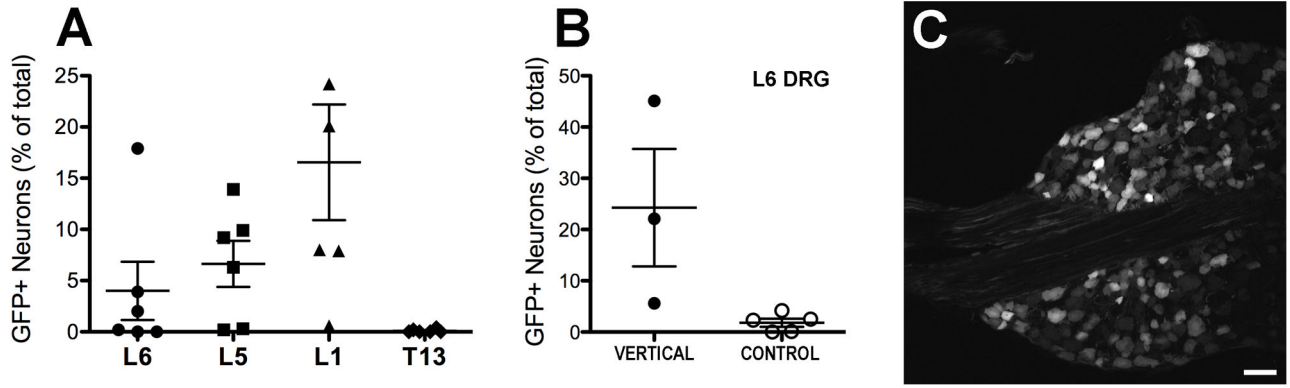 A
GFP+ Neurons (% of total)
25
20
15
10
5
0
L6 L5 L1 T13
B
GFP+ Neurons (% of total)
L6 DRG
50
40
30
20
10
0
VERTICAL CONTROL
C